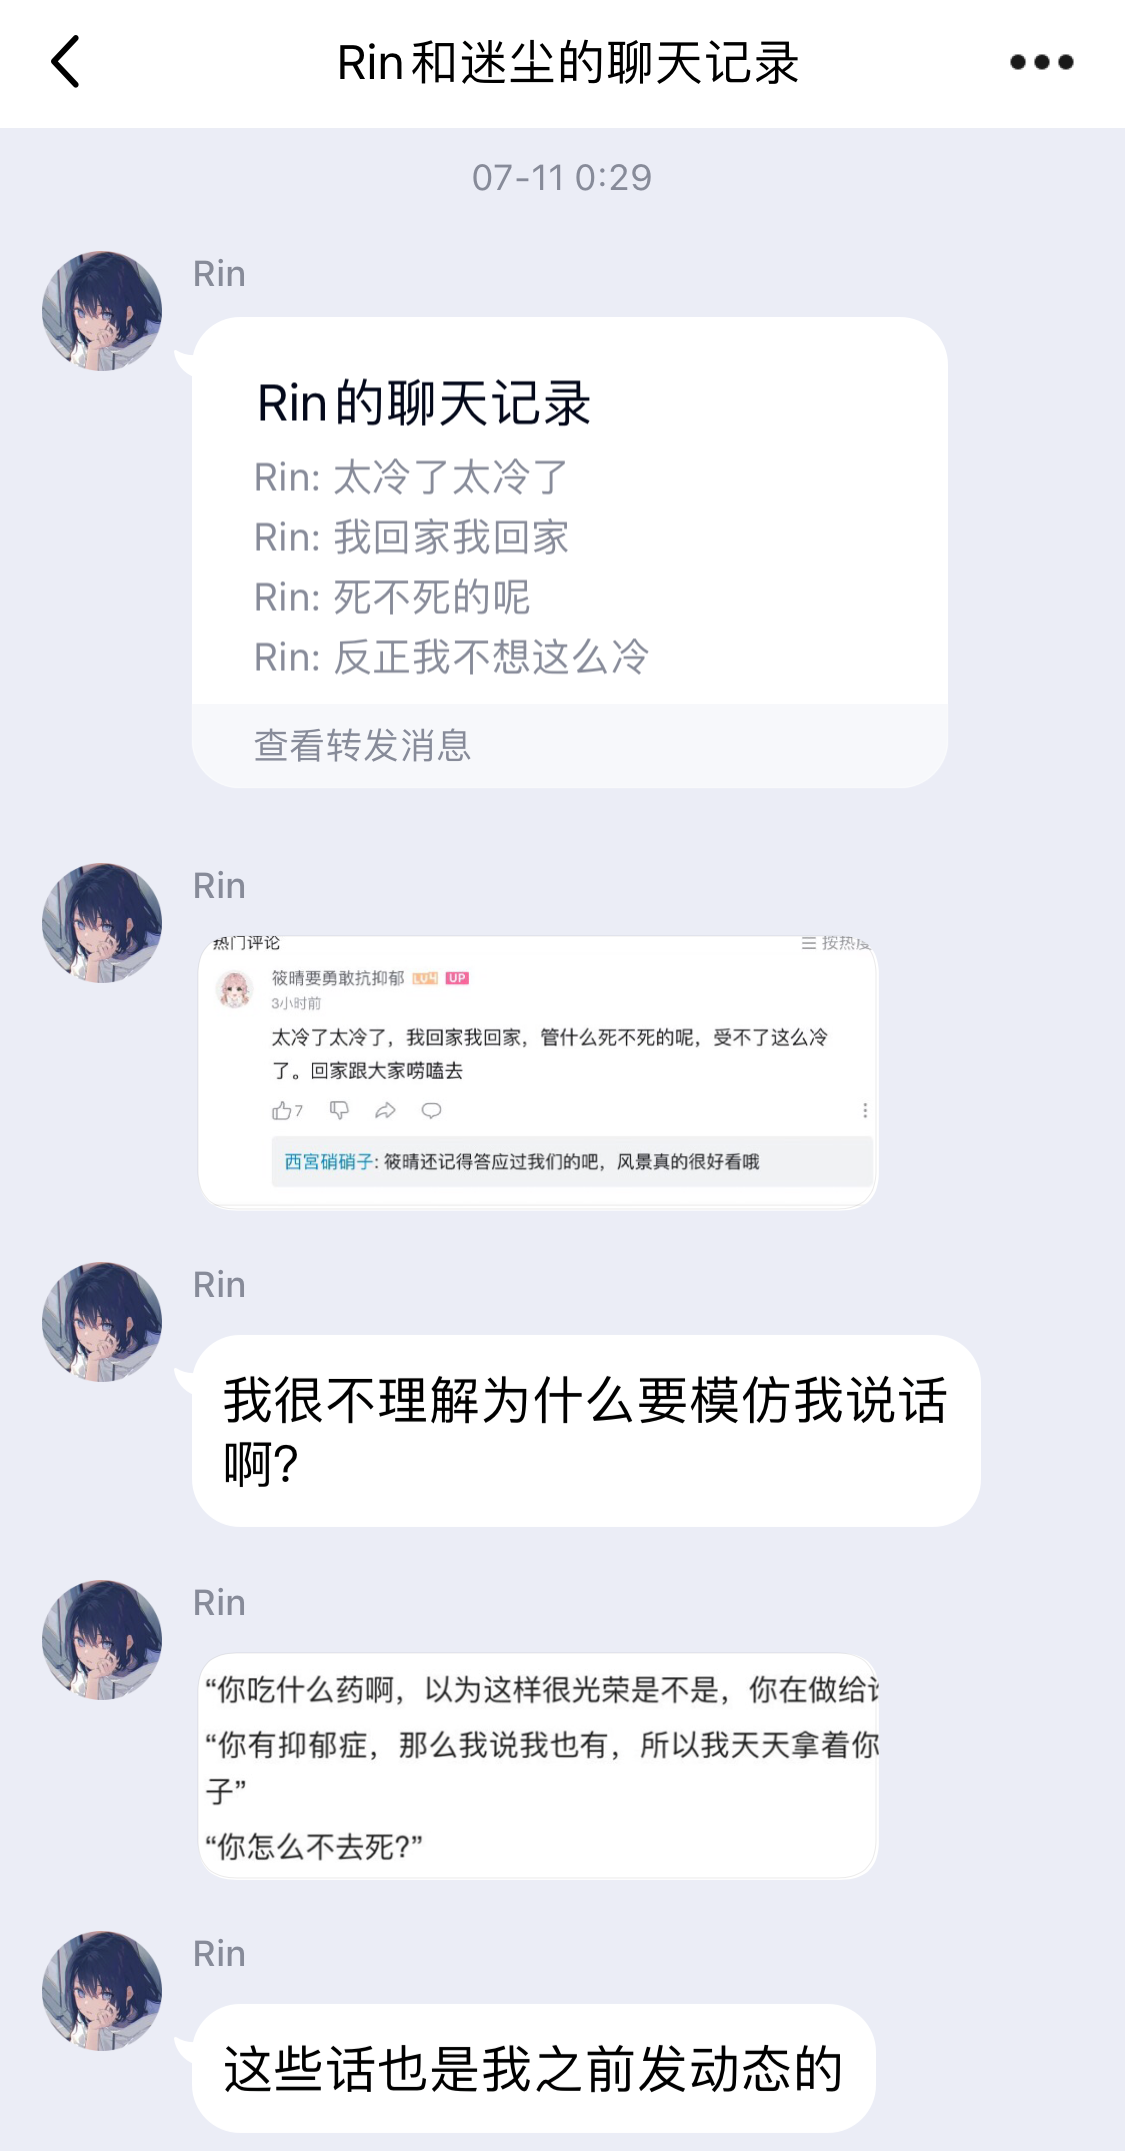 Rin和迷尘的聊天记录
07-11 0:29
Rin
Rin的聊天记录
Rin: 太冷了太冷了
Rin: 我回家我回家
Rin: 死不死的呢
Rin: 反正我不想这么冷
查看转发消息
Rin
热门评论
按热度
筱晴要勇敢抗抑郁 LV4 UP
3小时前
太冷了太冷了，我回家我回家，管什么死不死的呢，受不了这么冷
了。回家跟大家唠嗑去
7
西宫硝硝子: 筱晴还记得答应过我们的吧，风景真的很好看哦
Rin
我很不理解为什么要模仿我说话
啊？
Rin
“你吃什么药啊，以为这样很光荣是不是，你在做给
“你有抑郁症，那么我说我也有，所以我天天拿着你
子”
“你怎么不去死?”
Rin
这些话也是我之前发动态的